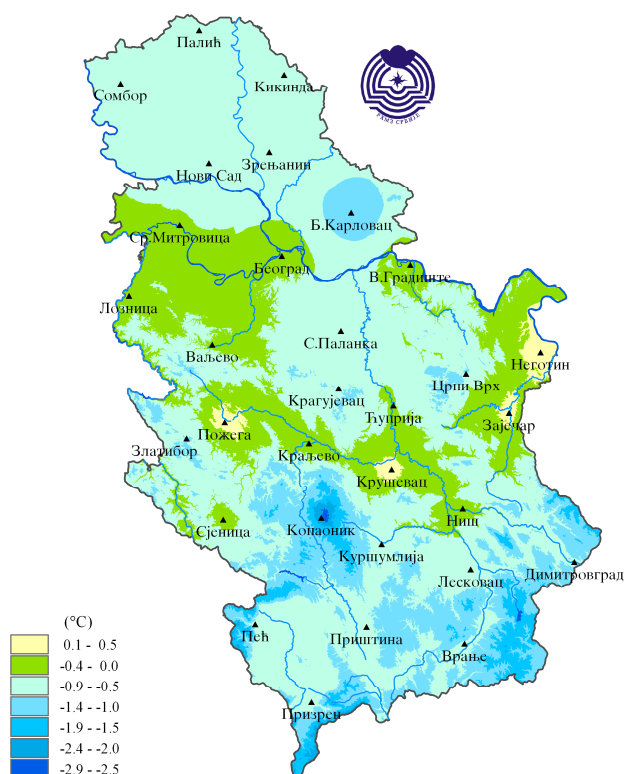 Палић
Кикинда
Сомбор
РХМЗ СРБИЈЕ
Зрењанин
Нови Сад
Б.Карловац
Ср.Митровица
Београд
В.Градиште
Лозница
С.Паланка
Ваљево
Неготин
Црни Врх
Крагујевац
Ћуприја
Зајечар
Пожега
Златибор
Краљево
Крушевац
Ниш
Сјеница
Копаоник
Куршумлија
Лесковац
Димитровград
(°C)
Пећ
Приштина
Врање
0.1 - 0.5
-0.4 - 0.0
-0.9 - -0.5
-1.4 - -1.0
Призрен
-1.9 - -1.5
-2.4 - -2.0
-2.9 - -2.5